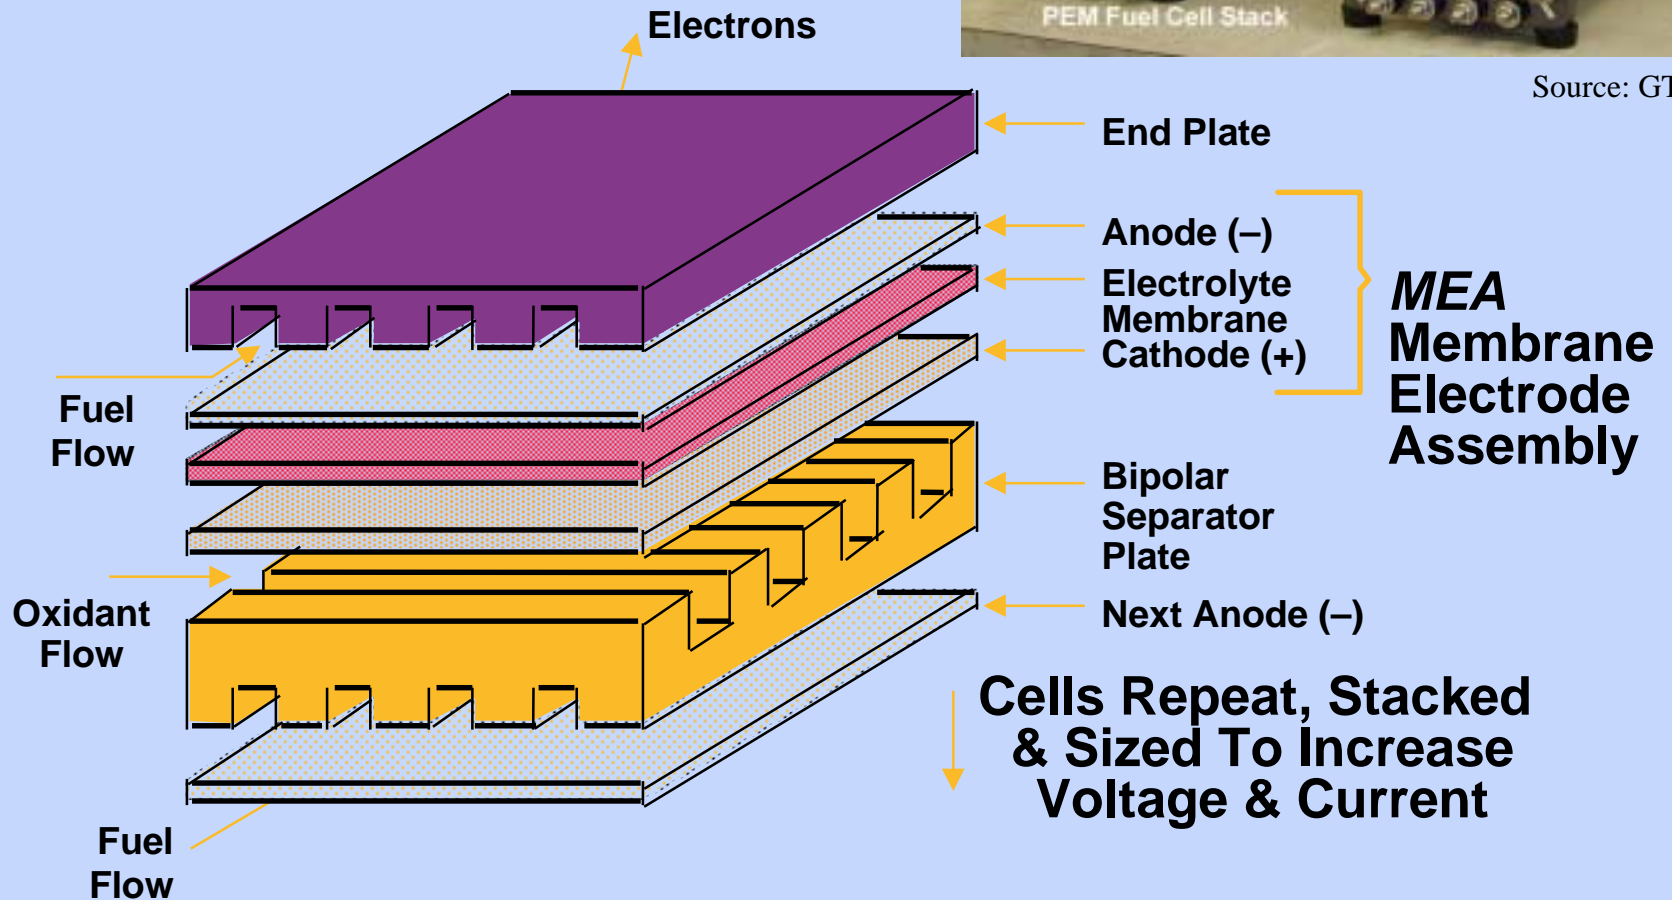 PEM Fuel Cell Stack
Source: GT
Electrons
End Plate
Anode (–)
Electrolyte
Membrane
Cathode (+)
MEA
Membrane
Electrode
Assembly
Fuel
Flow
Bipolar
Separator
Plate
Oxidant
Flow
Next Anode (–)
Cells Repeat, Stacked
& Sized To Increase
Voltage & Current
Fuel
Flow